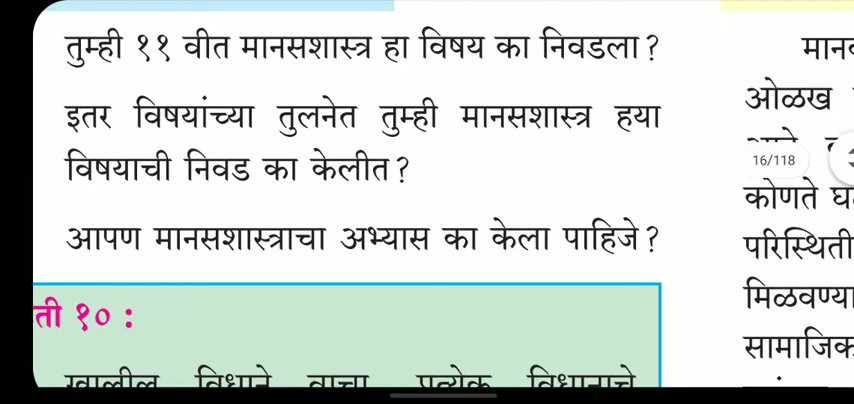 तुम्ही ११ वीत मानसशास्त्र हा विषय का निवडला ?
इतर विषयांच्या तुलनेत तुम्ही मानसशास्त्र हया
विषयाची निवड का केलीत ?
आपण मानसशास्त्राचा अभ्यास का केला पाहिजे ?
ती १० :
खालील विधाने वाचा प्रत्येक विधानाचे
ओळख
16/118
कोणते
परिस्थिती
सामाजिक